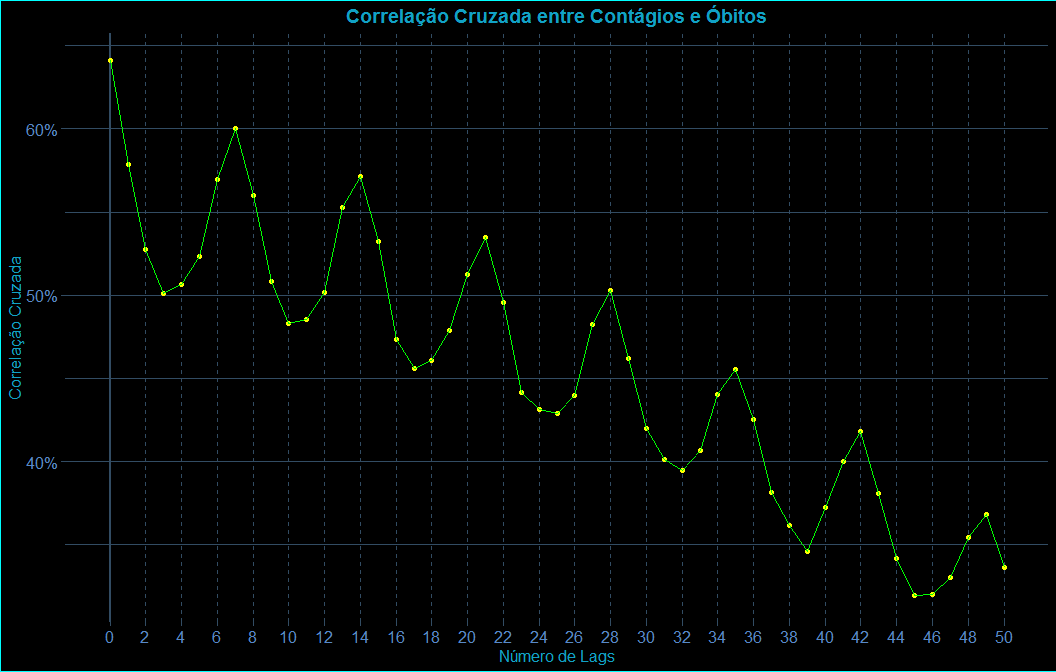 Correlação Cruzada entre Contágios e Óbitos
Correlação Cruzada
60%
50%
40%
0 2 4 6 8 10 12 14 16 18 20 22 24 26 28 30 32 34 36 38 40 42 44 46 48 50
Número de Lags